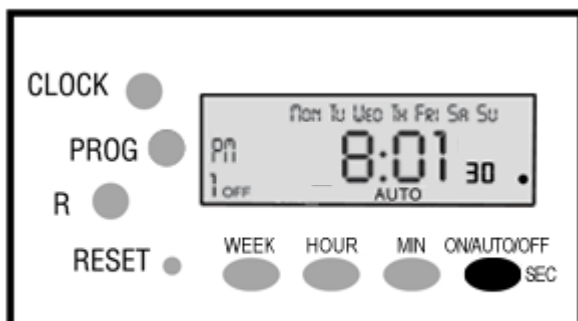 CLOCK
Mon Tu Wed Th Fri Sa Su
PROG
PM
8:01 30
R
1 OFF
AUTO
RESET
WEEK HOUR MIN ON/AUTO/OFF
SEC